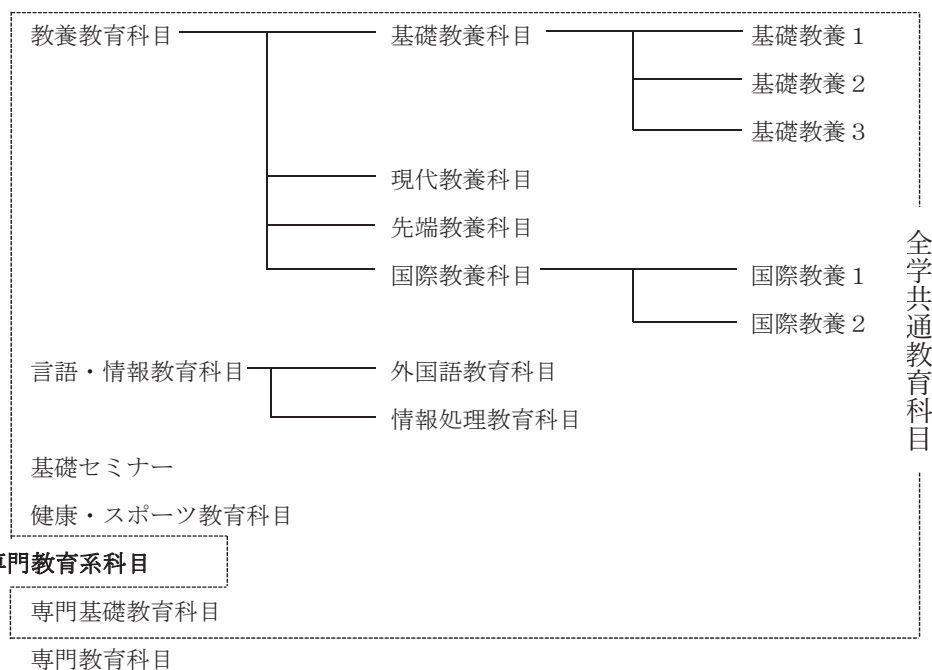 教養教育科目 基礎教養科目 基礎教養1
基礎教養2
基礎教養3
現代教養科目
先端教養科目
国際教養科目 国際教養1
国際教養2
全学共通教育科目
言語・情報教育科目 外国語教育科目
情報処理教育科目
基礎セミナー
健康・スポーツ教育科目
専門教育系科目
専門基礎教育科目
専門教育科目